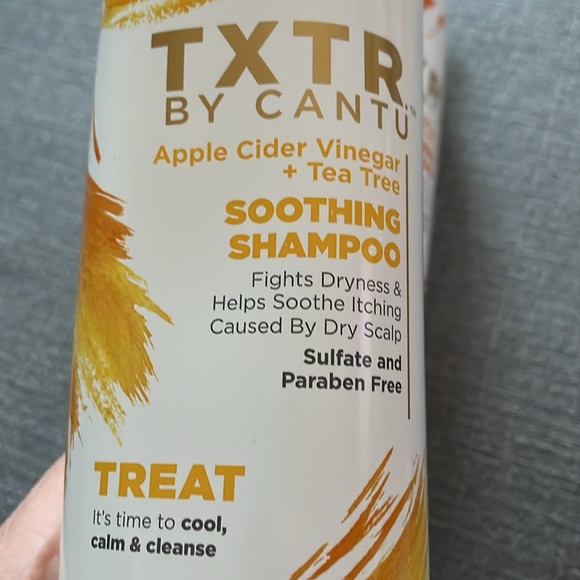 TXTR.™
BY CANTU
Apple Cider Vinegar
+ Tea Tree
SOOTHING
SHAMPOO
Fights Dryness &
Helps Soothe Itching
Caused By Dry Scalp
Sulfate and
Paraben Free
TREAT
It's time to cool,
calm & cleanse